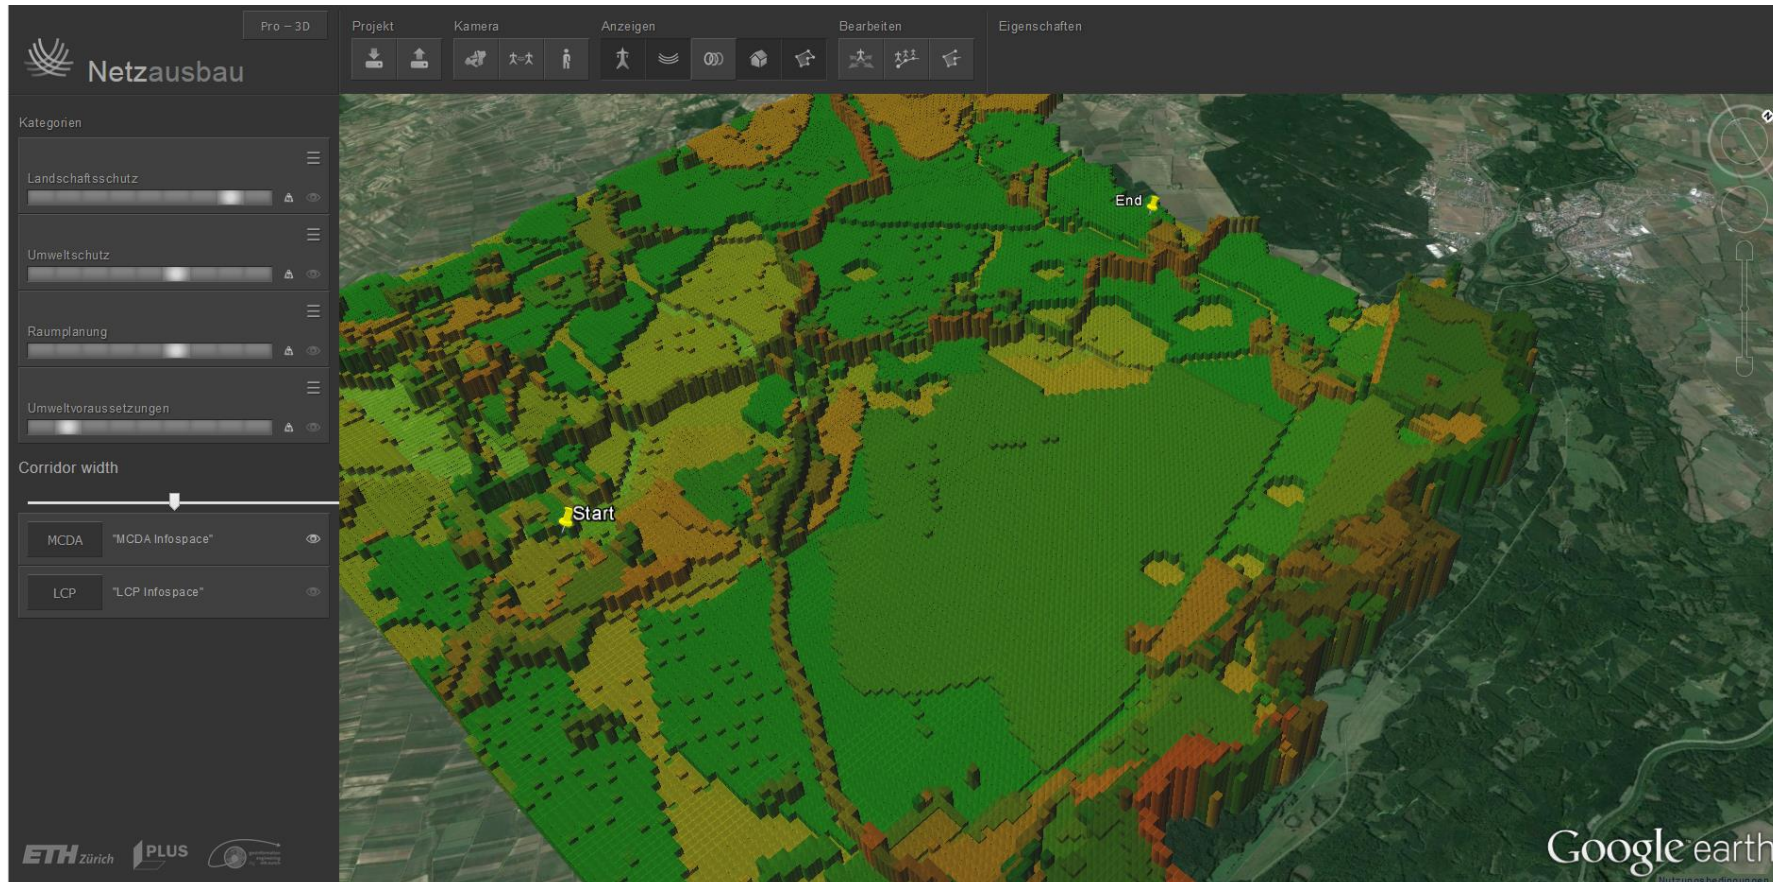 Pro – 3D
Netzausbau
Projekt
Kamera
Anzeigen
Bearbeiten
Eigenschaften
Kategorien
Landschaftsschutz
Umweltschutz
Raumplanung
Umweltvoraussetzungen
Corridor width
MCDA "MCDA Infospace"
LCP "LCP Infospace"
End
Start
ETH Zürich
PLUS
Google earth
Nutzungsbedingungen